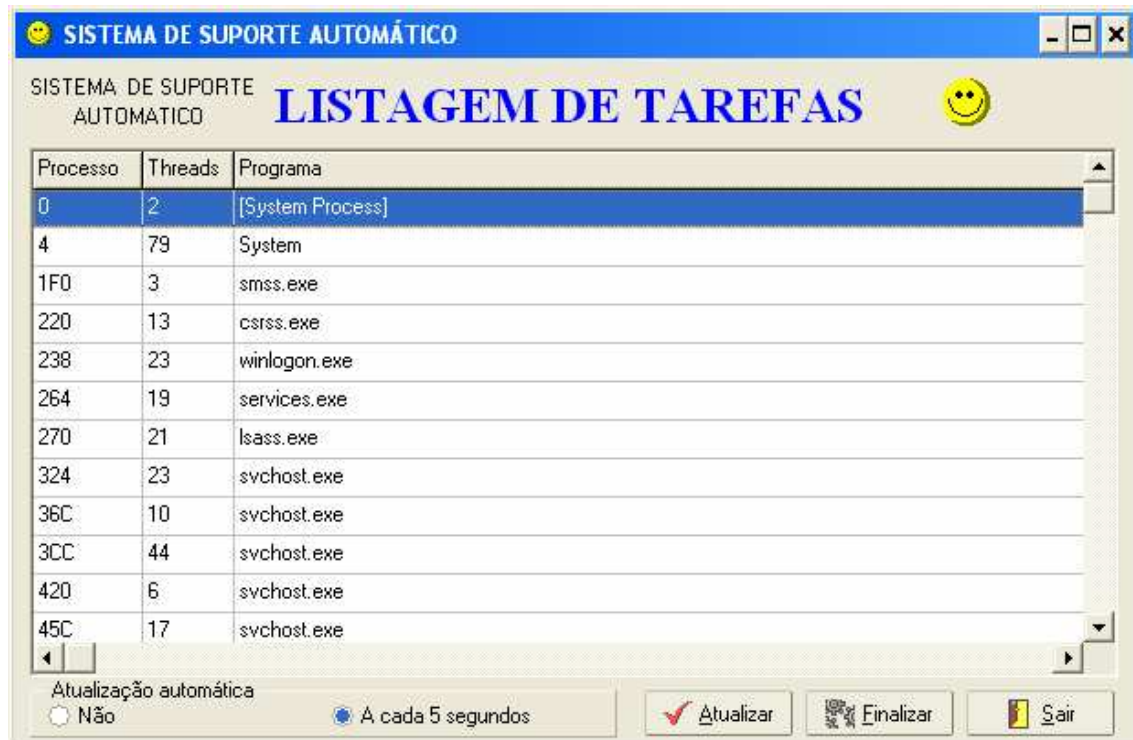 SISTEMA DE SUPORTE AUTOMÁTICO
SISTEMA DE SUPORTE
AUTOMATICO
LISTAGEM DE TAREFAS
Processo Threads Programa
0 2 [System Process]
4 79 System
1F0 3 smss.exe
220 13 csrss.exe
238 23 winlogon.exe
264 19 services.exe
270 21 lsass.exe
324 23 svchost.exe
36C 10 svchost.exe
3CC 44 svchost.exe
420 6 svchost.exe
45C 17 svchost.exe
Atualização automática
Não A cada 5 segundos
Atualizar Finalizar Sair